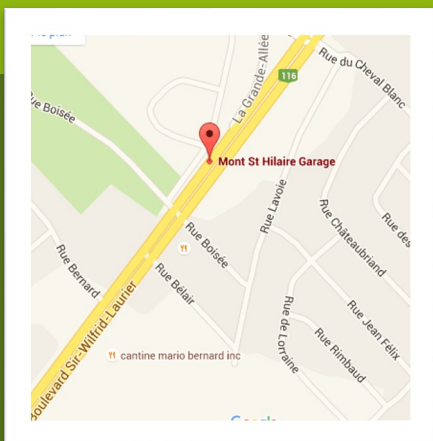 Rue du Cheval Blanc
La Grande-Allée
116
Rue Boisée
Mont St Hilaire Garage
Rue Lavoie
Rue Châteaubriand
Rue des
Rue Boisée
Rue Bernard
Rue Bélair
Boulevard Sir-Wilfrid-Laurier
Rue de Lorraine
Rue Jean Félix
Rue Rimbaud
cantine mario bernard inc